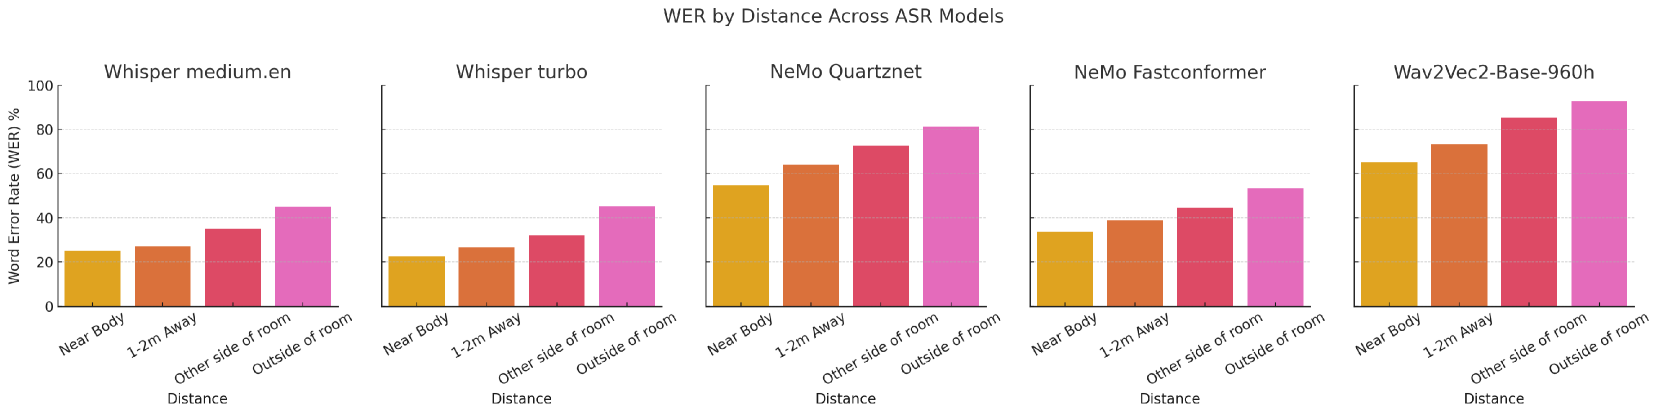 WER by Distance Across ASR Models
Whisper medium.en
Whisper turbo
NeMo Quartznet
NeMo Fastconformer
Wav2Vec2-Base-960h
Word Error Rate (WER) %
100
80
60
40
20
0
Near Body
1-2m Away
Other side of room
Outside of room
Distance
Near Body
1-2m Away
Other side of room
Outside of room
Distance
Near Body
1-2m Away
Other side of room
Outside of room
Distance
Near Body
1-2m Away
Other side of room
Outside of room
Distance
Near Body
1-2m Away
Other side of room
Outside of room
Distance